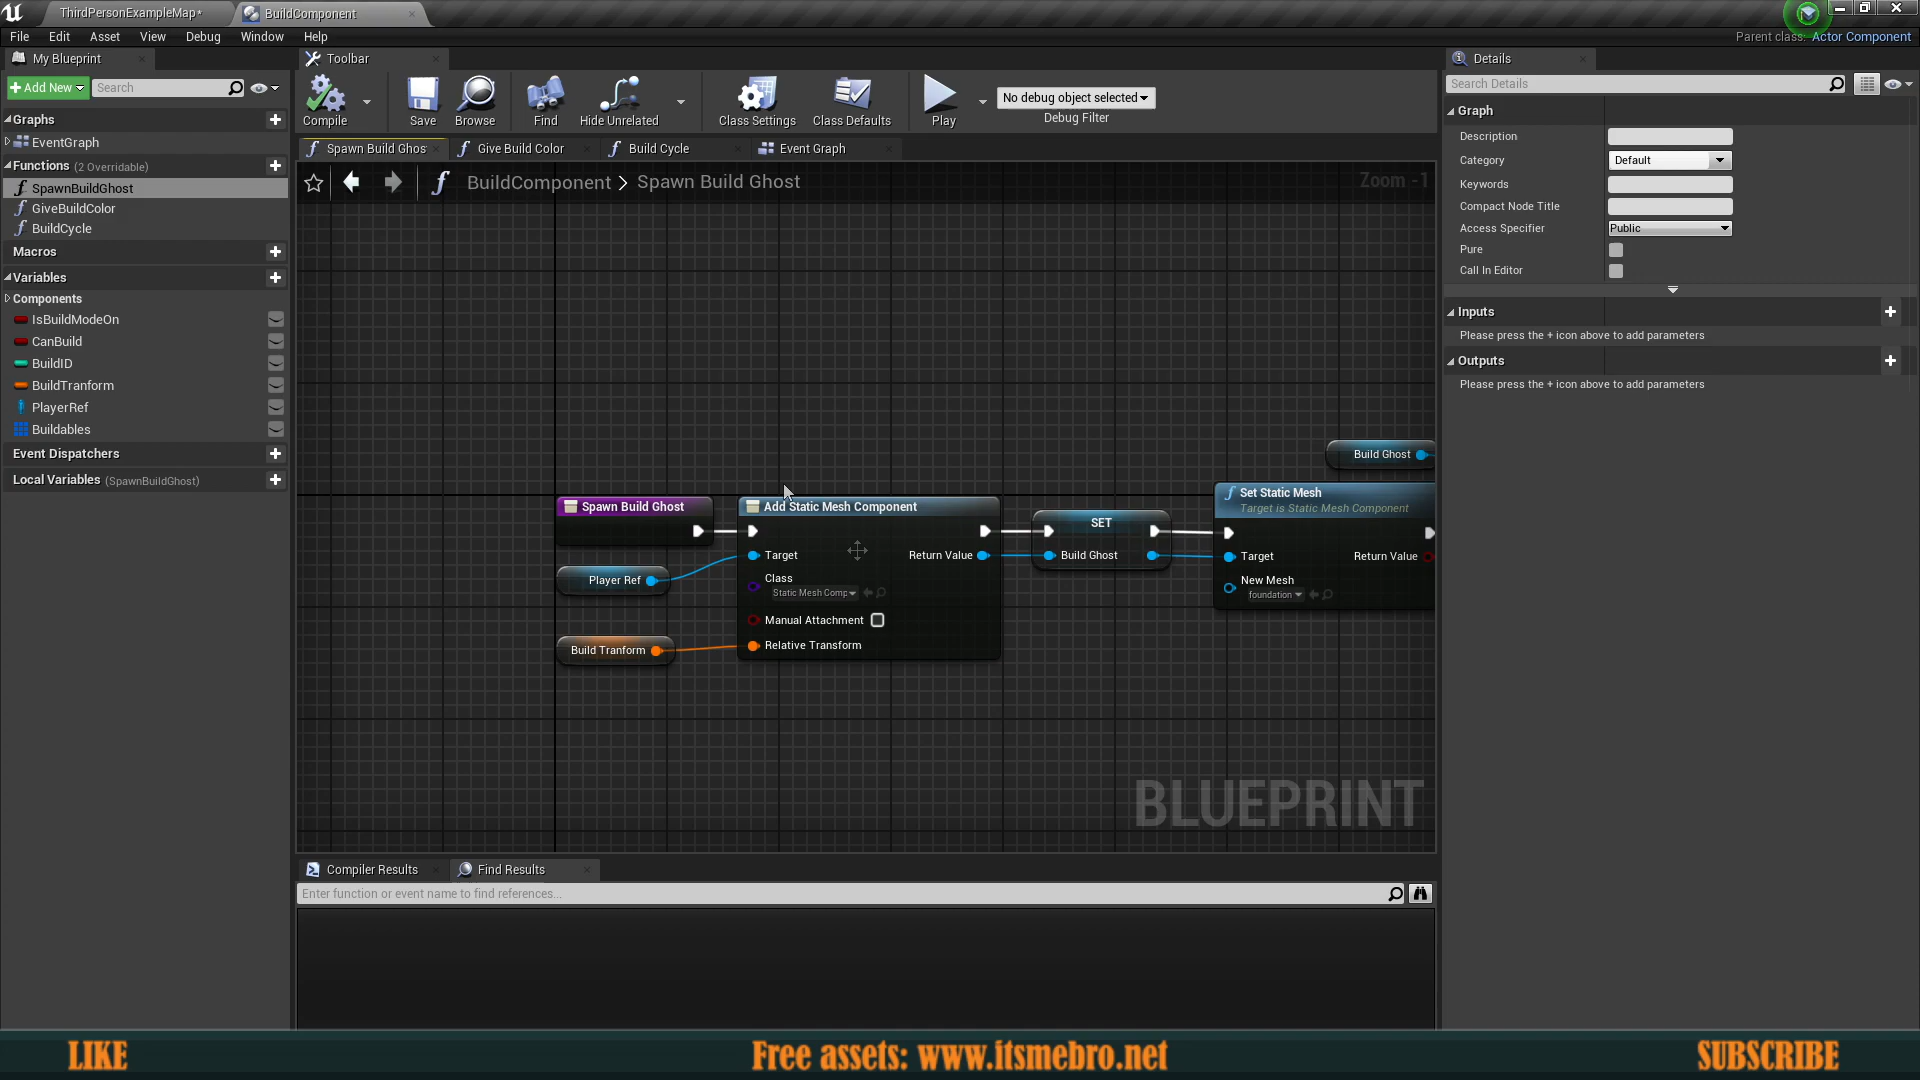 ThirdPersonExampleMap*
BuildComponent
File
Edit
Asset
View
Debug
Window
Help
Parent class: Actor Component
My Blueprint
Toolbar
Details
Add New
Search
Compile
Save
Browse
Find
Hide Unrelated
Class Settings
Class Defaults
Play
No debug object selected
Debug Filter
Search Details
Graphs
EventGraph
Functions (2 Overridable)
SpawnBuildGhost
GiveBuildColor
BuildCycle
Macros
Variables
Components
IsBuildModeOn
CanBuild
BuildID
BuildTranform
PlayerRef
Buildables
Event Dispatchers
Local Variables (SpawnBuildGhost)
Spawn Build Ghos
Give Build Color
Build Cycle
Event Graph
BuildComponent > Spawn Build Ghost
Zoom -1
Build Ghost
Spawn Build Ghost
Add Static Mesh Component
Target
Return Value
Class
Static Mesh Comp
Manual Attachment
Relative Transform
Player Ref
Build Tranform
SET
Build Ghost
Set Static Mesh
Target is Static Mesh Component
Target
Return Value
New Mesh
foundation
BLUEPRINT
Graph
Description
Category
Default
Keywords
Compact Node Title
Access Specifier
Public
Pure
Call In Editor
Inputs
Please press the + icon above to add parameters
Outputs
Please press the + icon above to add parameters
Compiler Results
Find Results
Enter function or event name to find references...
LIKE
Free assets: www.itsmebro.net
SUBSCRIBE